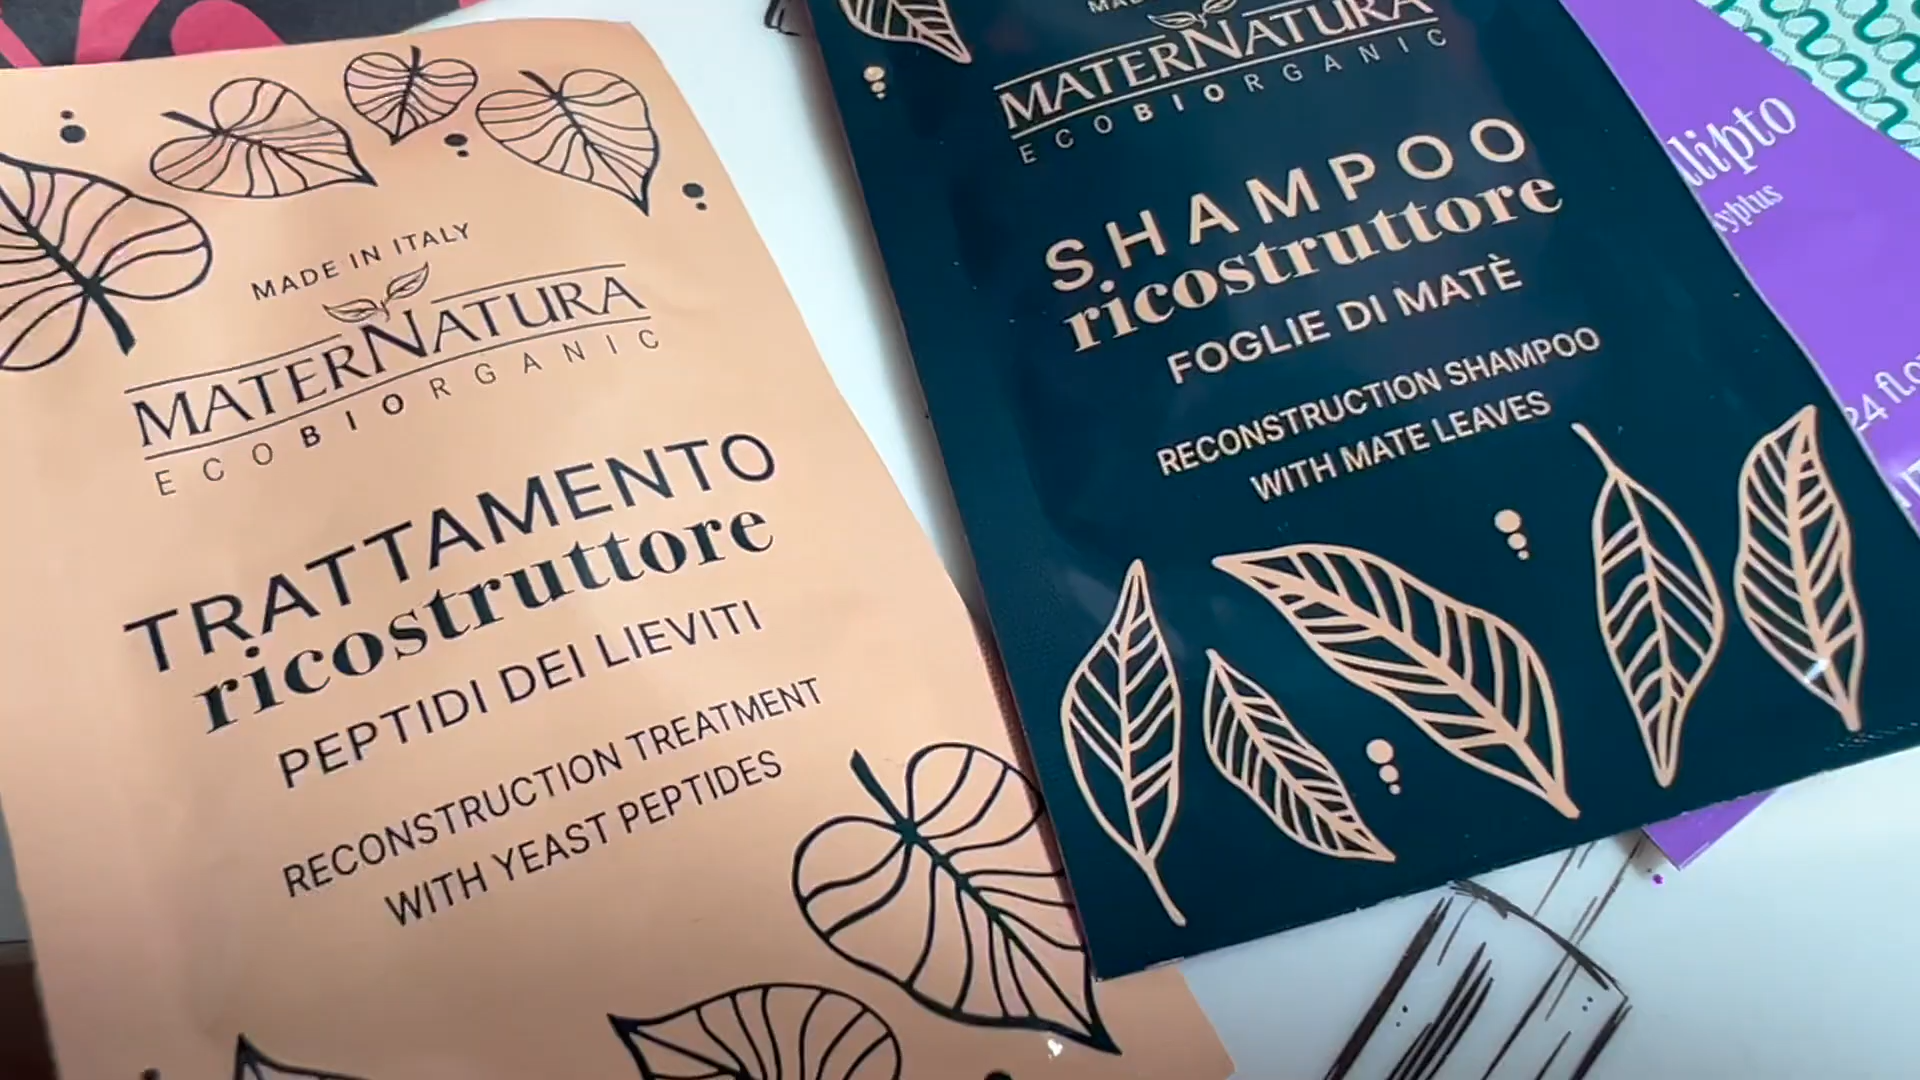 MADE IN ITALY
MATERNATURA
ECOBIORGANIC
TRATTAMENTO
ricostruttore
PEPTIDI DEI LIEVITI
RECONSTRUCTION TREATMENT
WITH YEAST PEPTIDES
MATERNATURA
ECOBIORGANIC
SHAMPOO
ricostruttore
FOGLIE DI MATÈ
RECONSTRUCTION SHAMPOO
WITH MATE LEAVES